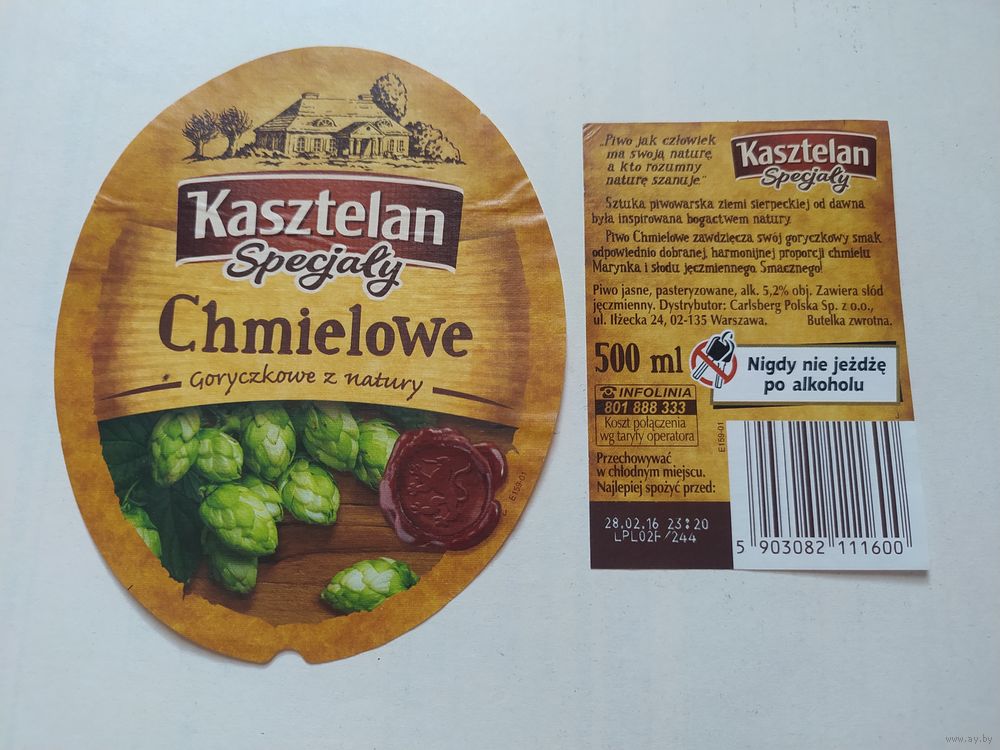 Kasztelan
Specjały
Chmielowe
Goryczkowe z natury
E159-01
„Piwo jak człowiek
ma swoją naturę,
a kto rozumny
naturę szanuje.”
Kasztelan
Specjały
Sztuka piwowarska ziemi sierpeckiej od dawna
była inspirowana bogactwem natury.
Piwo Chmielowe zawdzięcza swój goryczkowy smak
odpowiednio dobranej, harmonijnej proporcji chmielu
Marynka i słodu jęczmiennego. Smacznego!
Piwo jasne, pasteryzowane, alk. 5,2% obj. Zawiera słód
jęczmienny. Dystrybutor: Carlsberg Polska Sp. z o.o.,
ul. Iłżecka 24, 02-135 Warszawa. Butelka zwrotna.
500 ml
Nigdy nie jeżdżę
po alkoholu
INFOLINIA
801 888 333
Koszt połączenia
wg taryfy operatora
E159-01
Przechowywać
w chłodnym miejscu.
Najlepiej spożyć przed:
28.02.16 23:20
LPL02F/244
5 903082 111600
www.ay.by